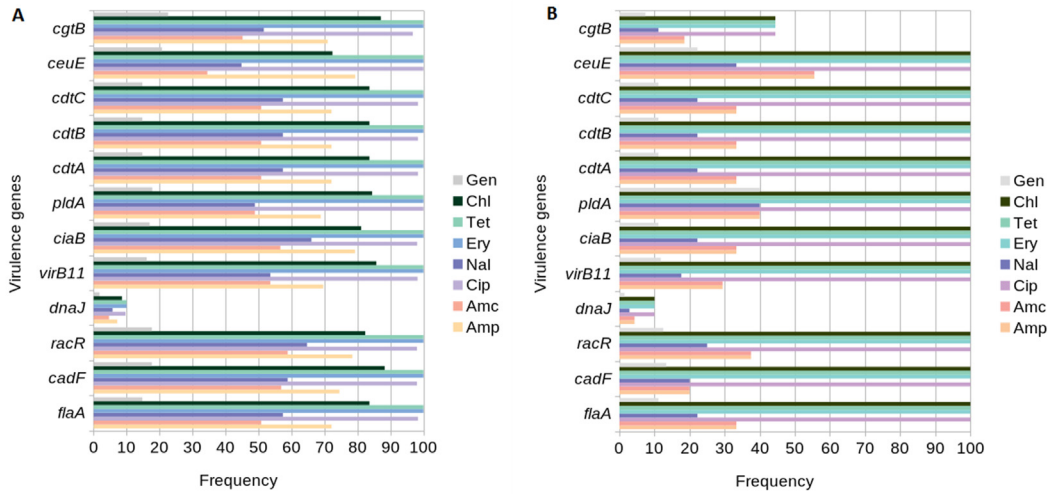 A
Virulence genes
cgtB
ceuE
cdtC
cdtB
cdtA
pldA
ciaB
virB11
dnaJ
racR
cadF
flaA
0 10 20 30 40 50 60 70 80 90 100
Frequency
Gen
Chl
Tet
Ery
Nal
Cip
Amc
Amp
B
Virulence genes
cgtB
ceuE
cdtC
cdtB
cdtA
pldA
ciaB
virB11
dnaJ
racR
cadF
flaA
0 10 20 30 40 50 60 70 80 90 100
Frequency
Gen
Chl
Tet
Ery
Nal
Cip
Amc
Amp